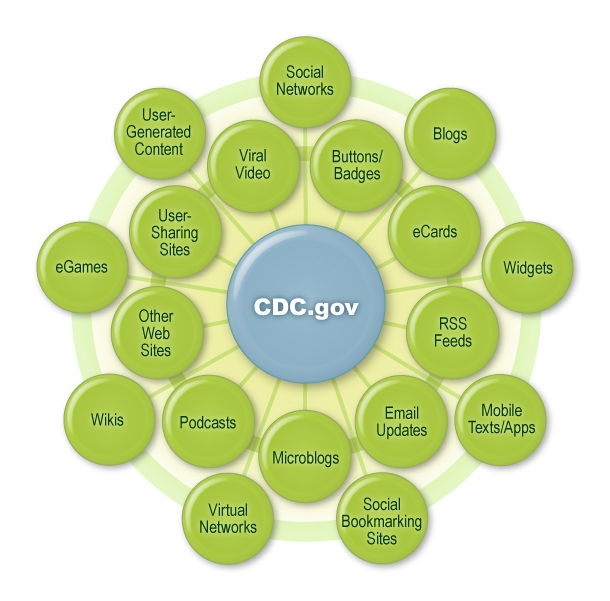 Social
Networks
User-
Generated
Content
Blogs
Viral
Video
Buttons/
Badges
User-
Sharing
Sites
eCards
eGames
Widgets
CDC.gov
Other
Web
Sites
RSS
Feeds
Wikis
Podcasts
Email
Updates
Mobile
Texts/Apps
Microblogs
Virtual
Networks
Social
Bookmarking
Sites